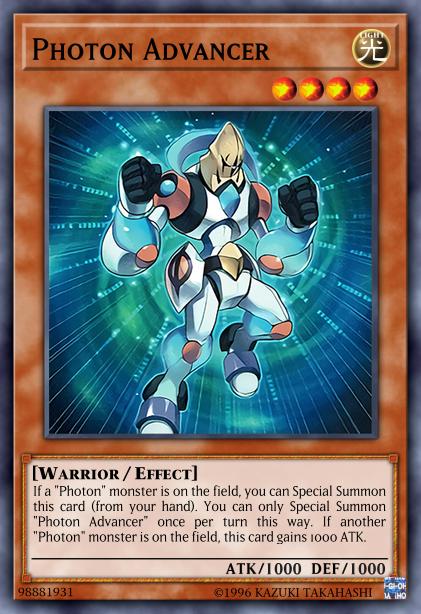 PHOTON ADVANCER
LIGHT
光
[WARRIOR / EFFECT]
If a "Photon" monster is on the field, you can Special Summon
this card (from your hand). You can only Special Summon
"Photon Advancer" once per turn this way. If another
"Photon" monster is on the field, this card gains 1000 ATK.
ATK/1000 DEF/1000
98881931
©1996 KAZUKI TAKAHASHI